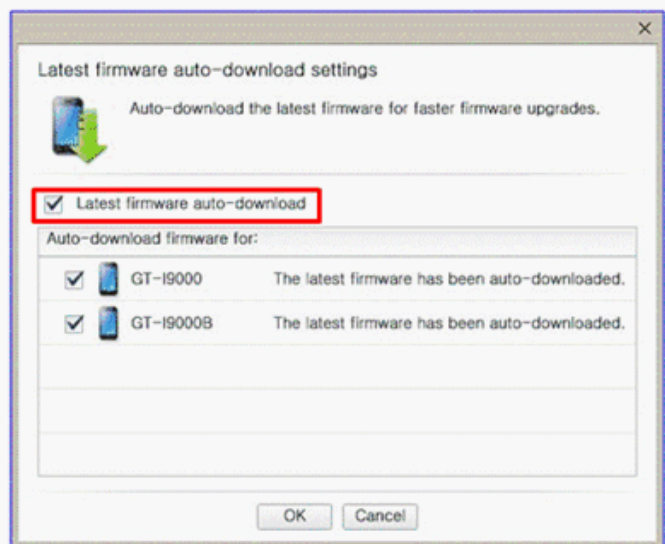 Latest firmware auto-download settings
Auto-download the latest firmware for faster firmware upgrades.
Latest firmware auto-download
Auto-download firmware for:
GT-I9000 The latest firmware has been auto-downloaded.
GT-I9000B The latest firmware has been auto-downloaded.
OK Cancel